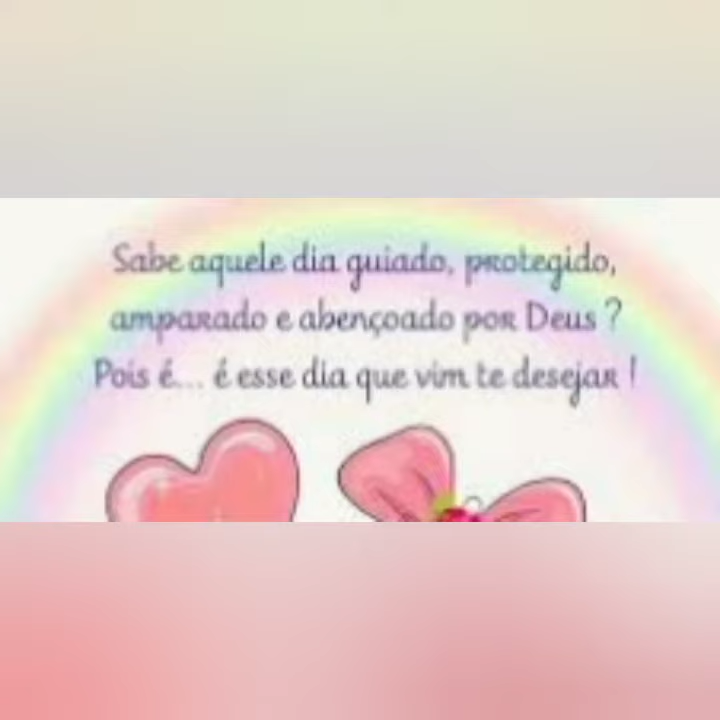 Sabe aquele dia guiado, protegido,
amparado e abençoado por Deus ?
Pois é... é esse dia que vim te desejar !